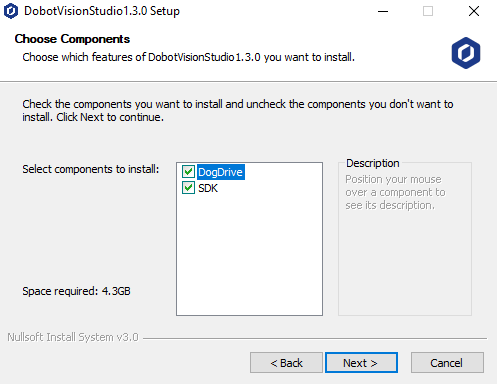 DobotVisionStudio1.3.0 Setup
Choose Components
Choose which features of DobotVisionStudio1.3.0 you want to install.
Check the components you want to install and uncheck the components you don't want to
install. Click Next to continue.
Select components to install:
DogDrive
SDK
Description
Position your mouse
over a component to
see its description.
Space required: 4.3GB
Nullsoft Install System v3.0
< Back
Next >
Cancel